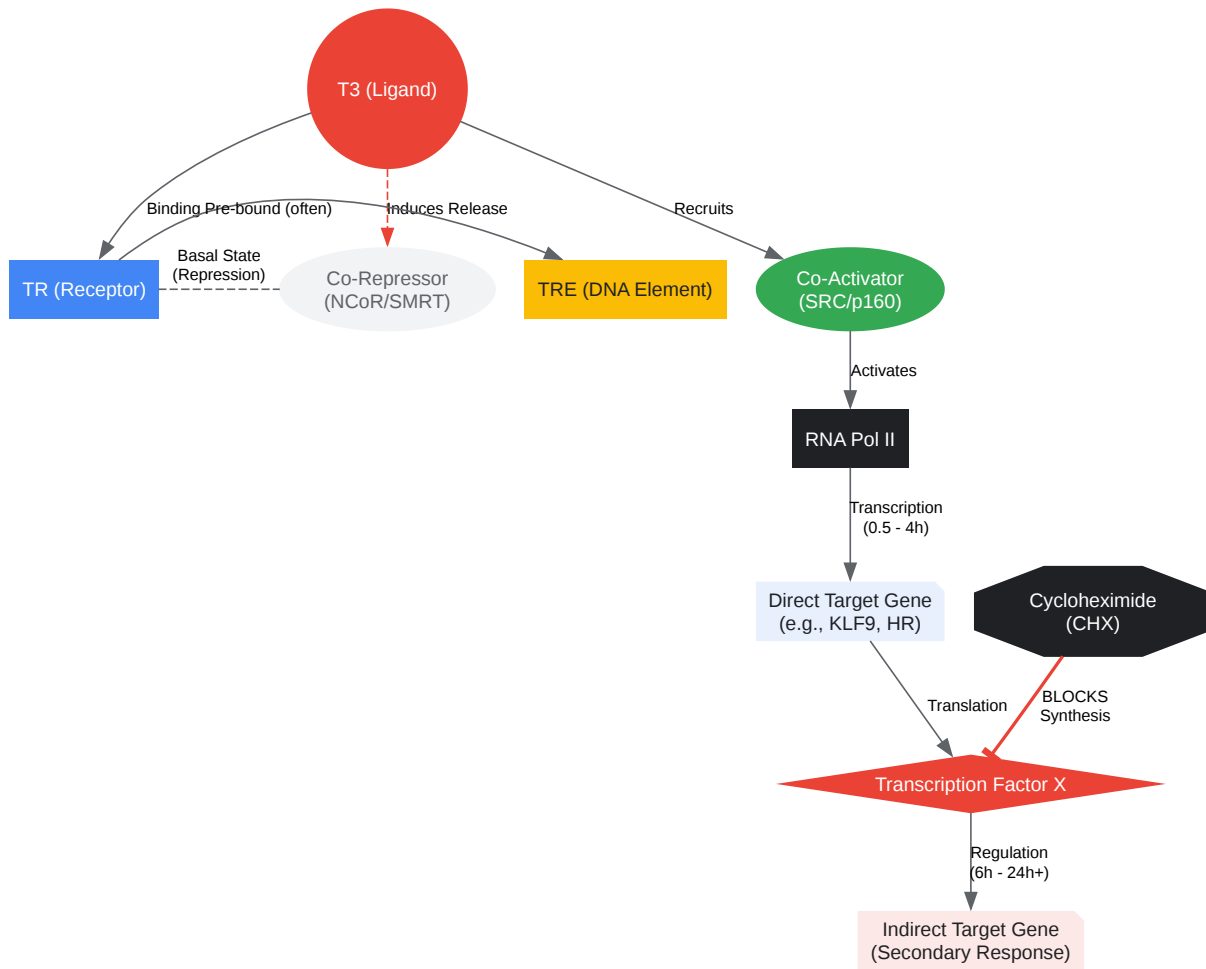 T3 (Ligand)
Binding
Pre-bound (often)
Induces Release
Recruits
Basal State
(Repression)
TR (Receptor)
Co-Repressor
(NCoR/SMRT)
TRE (DNA Element)
Co-Activator
(SRC/p160)
Activates
RNA Pol II
Transcription
(0.5 - 4h)
Direct Target Gene
(e.g., KLF9, HR)
Cycloheximide
(CHX)
Translation
BLOCKS
Synthesis
Transcription Factor X
Regulation
(6h - 24h+)
Indirect Target Gene
(Secondary Response)